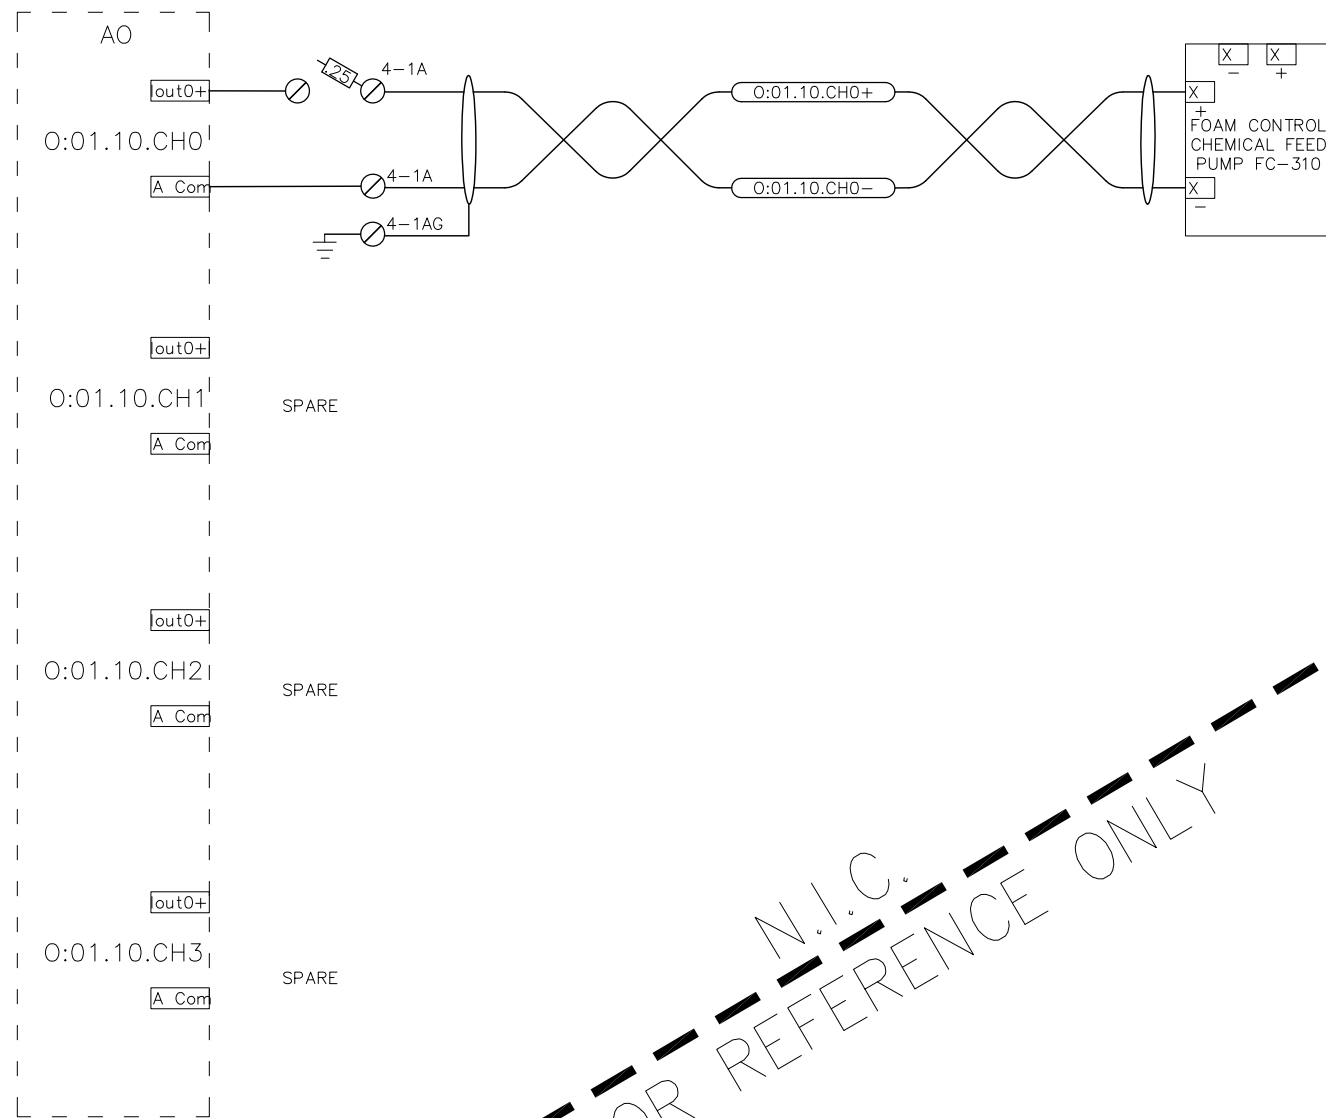 AO
Iout0+
.25
4-1A
O:01.10.CH0+
X
X
-
+
X
+
O:01.10.CH0
FOAM CONTROL
CHEMICAL FEED
PUMP FC-310
A Com
4-1A
O:01.10.CH0-
X
-
4-1AG
Iout0+
O:01.10.CH1
SPARE
A Com
Iout0+
O:01.10.CH2
SPARE
A Com
Iout0+
O:01.10.CH3
SPARE
A Com
N.I.C.
OR REFERENCE ONLY